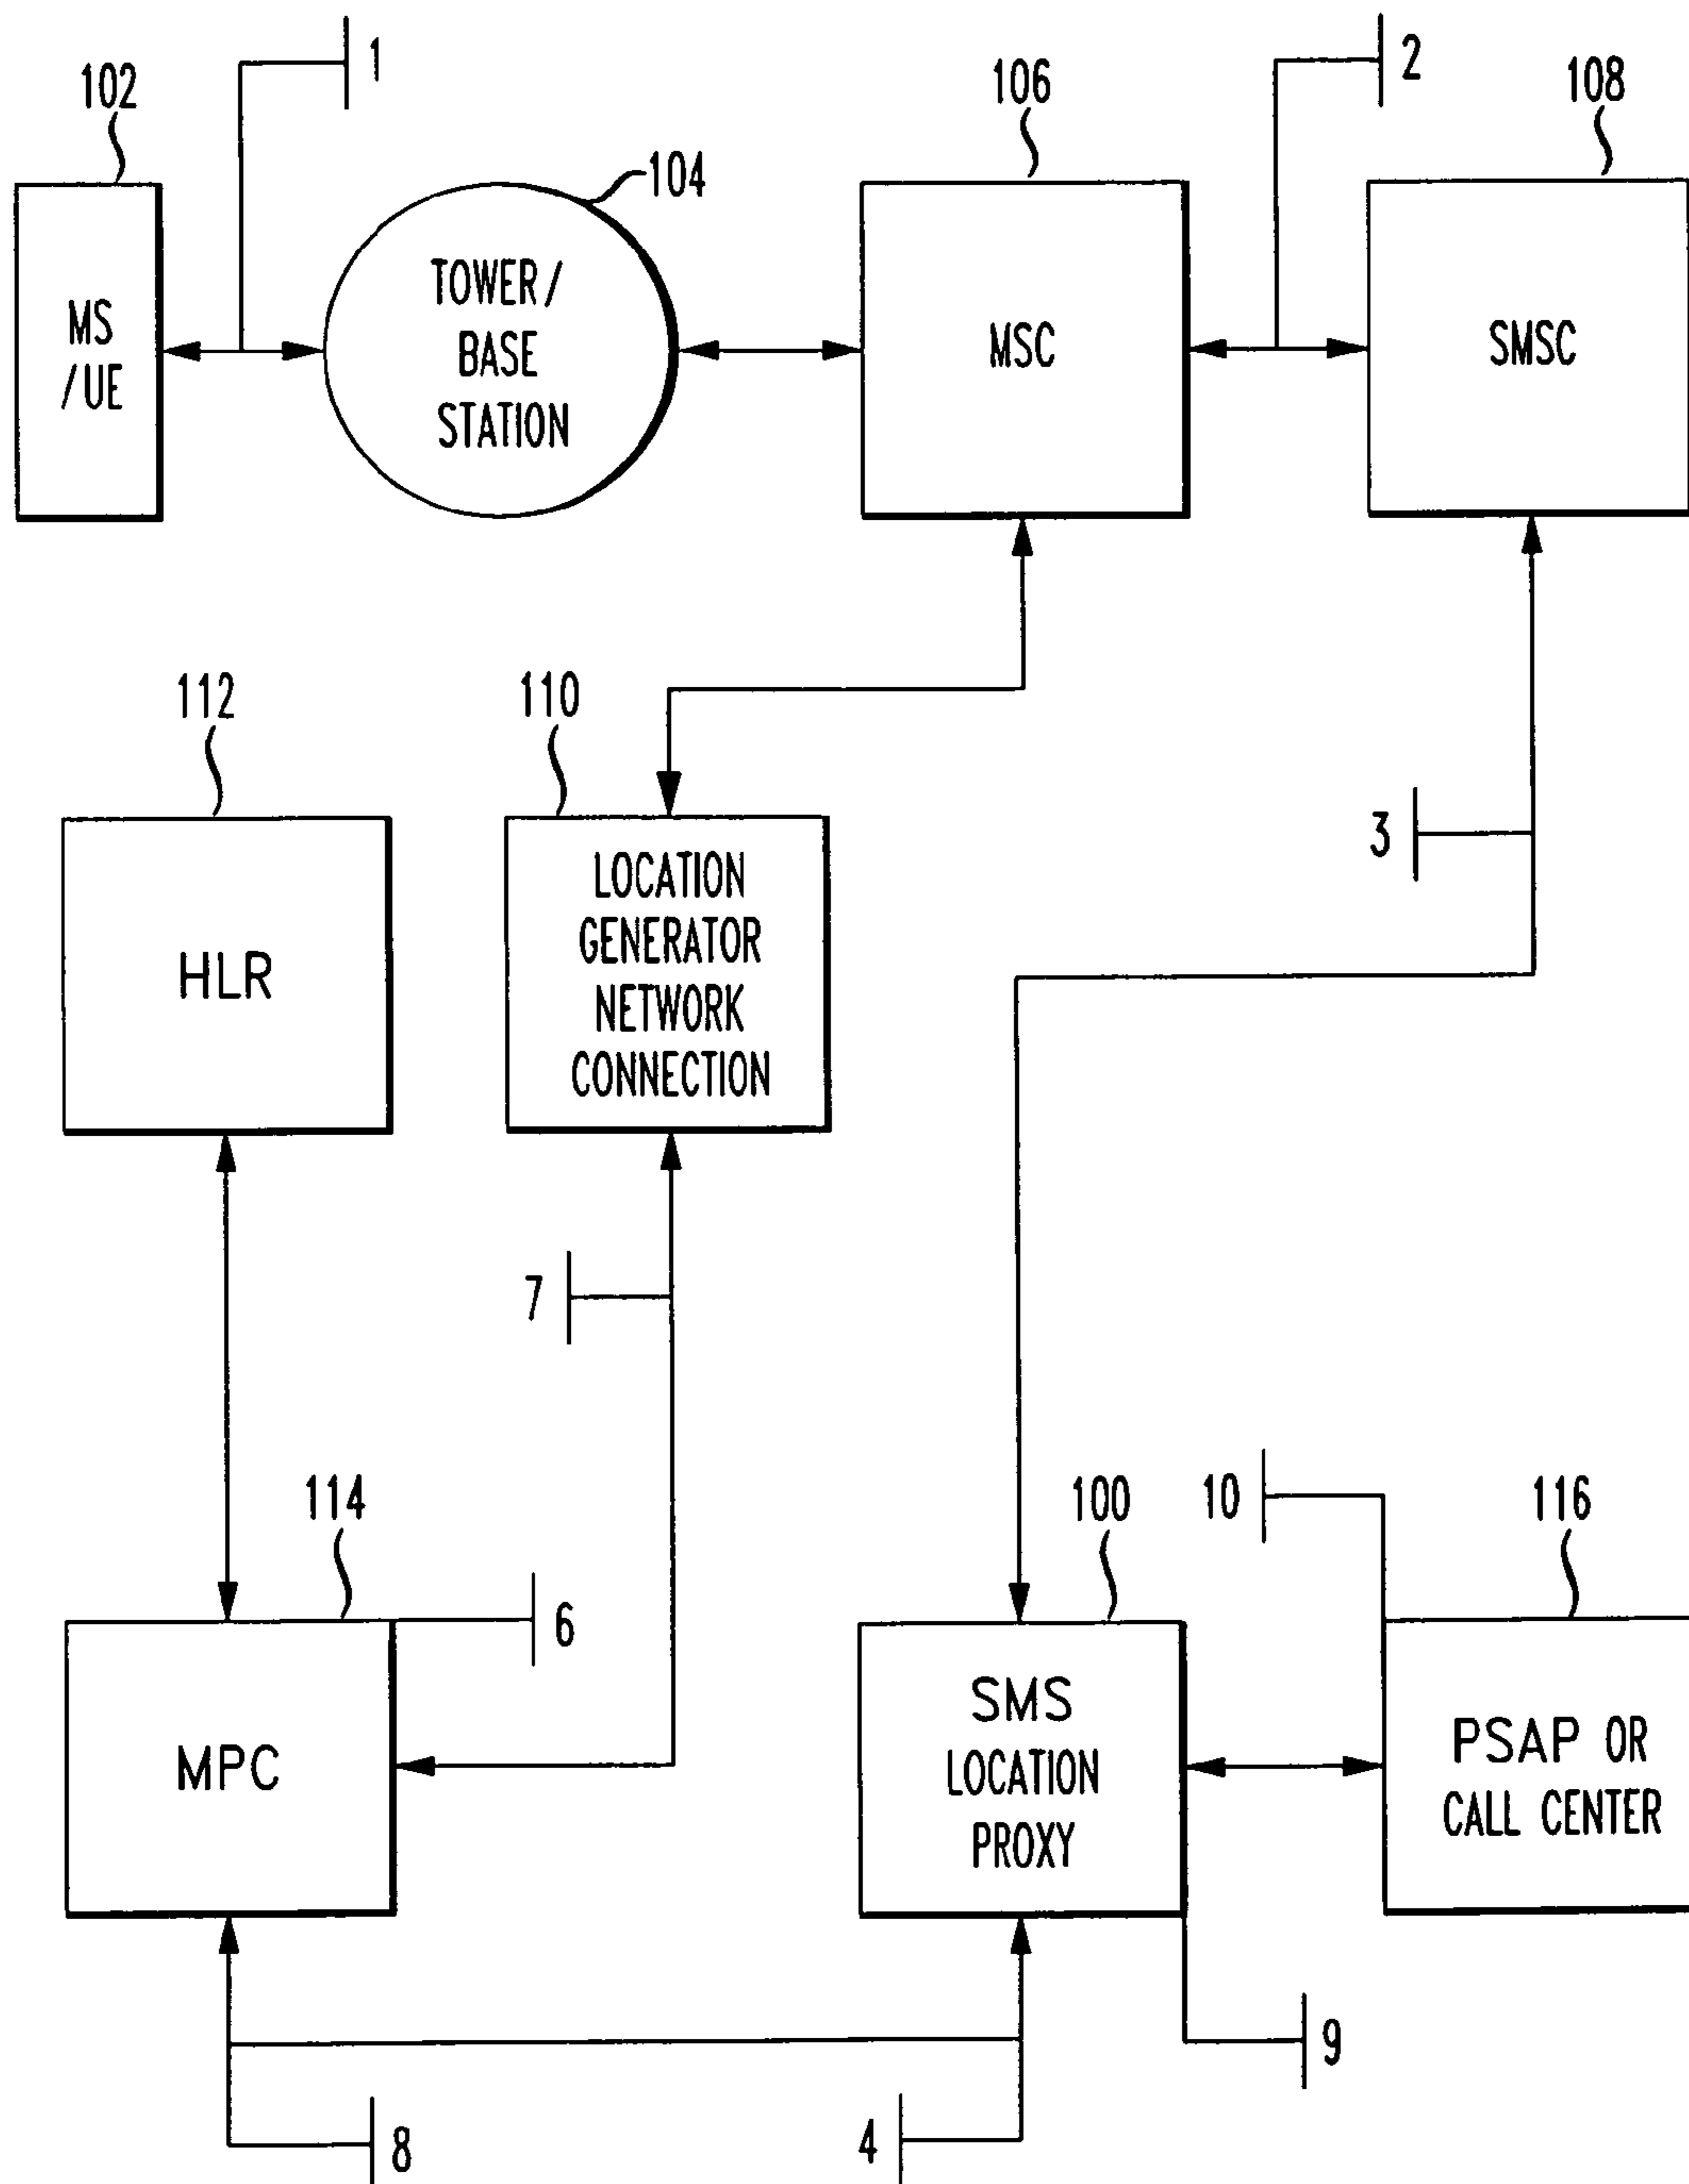 1
2
102
106
108
104
MS
/UE
TOWER/
BASE
STATION
MSC
SMSC
112
110
3
HLR
LOCATION
GENERATOR
NETWORK
CONNECTION
7
114
100
10
116
6
MPC
SMS
LOCATION
PROXY
PSAP OR
CALL CENTER
9
8
4